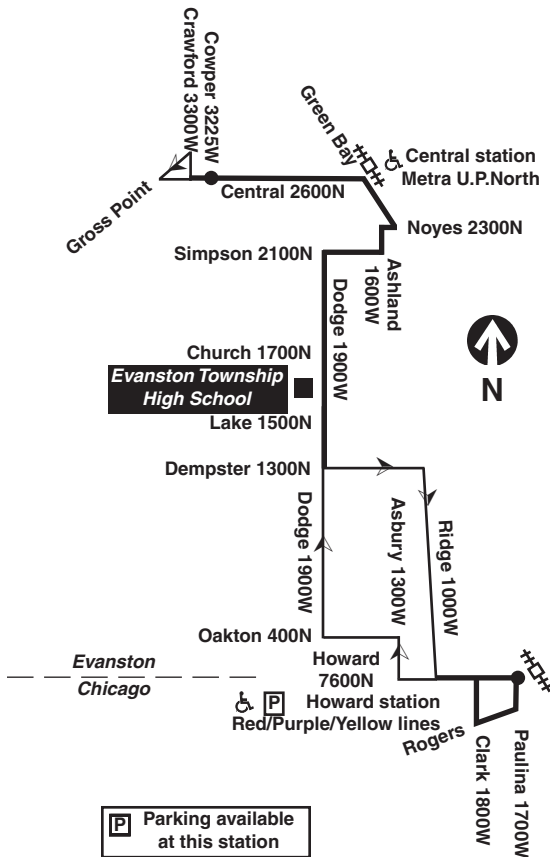 Crawford 3300W
Cowper 3225W
Green Bay
Central station
Metra U.P.North
Gross Point
Central 2600N
Noyes 2300N
Simpson 2100N
Ashland
1600W
Dodge 1900W
Church 1700N
Evanston Township
High School
N
Lake 1500N
Dempster 1300N
Dodge 1900W
Asbury 1300W
Ridge 1000W
Oakton 400N
Evanston
Chicago
Howard
7600N
P Howard station
Red/Purple/Yellow lines
Rogers
Clark 1800W
Paulina 1700W
P Parking available
at this station